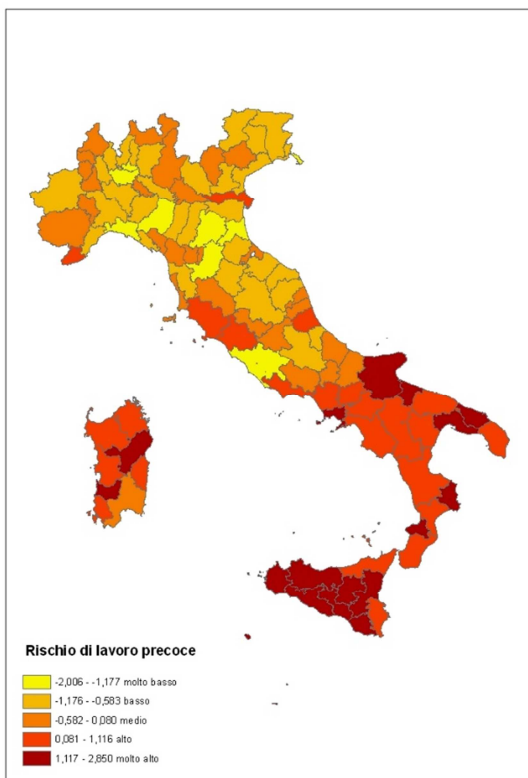 Rischio di lavoro precoce
-2,006 - -1,177 molto basso
-1,176 - -0,583 basso
-0,582 - 0,080 medio
0,081 - 1,116 alto
1,117 - 2,850 molto alto